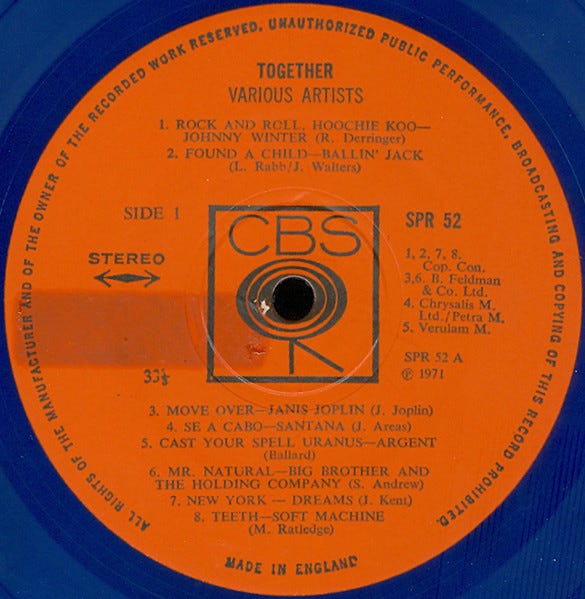 ALL RIGHTS OF THE MANUFACTURER AND OF THE OWNER OF THE RECORDED WORK RESERVED. UNAUTHORIZED PUBLIC PERFORMANCE, BROADCASTING AND COPYING OF THIS RECORD PROHIBITED.
TOGETHER
VARIOUS ARTISTS
1. ROCK AND ROLL, HOOCHIE KOO—
JOHNNY WINTER (R. Derringer)
2. FOUND A CHILD—BALLIN' JACK
(L. Rabb/J. Walters)
SIDE 1
STEREO
33⅓
CBS
SPR 52
1, 2, 7, 8.
Cop. Con.
3,6. B. Feldman
& Co. Ltd.
4. Chrysalis M,
Ltd./Petra M.
5. Verulam M.
SPR 52 A
℗ 1971
3. MOVE OVER—JANIS JOPLIN (J. Joplin)
4. SE A CABO—SANTANA (J. Areas)
5. CAST YOUR SPELL URANUS—ARGENT
(Ballard)
6. MR. NATURAL—BIG BROTHER AND
THE HOLDING COMPANY (S. Andrew)
7. NEW YORK — DREAMS (J. Kent)
8. TEETH—SOFT MACHINE
(M. Ratledge)
MADE IN ENGLAND